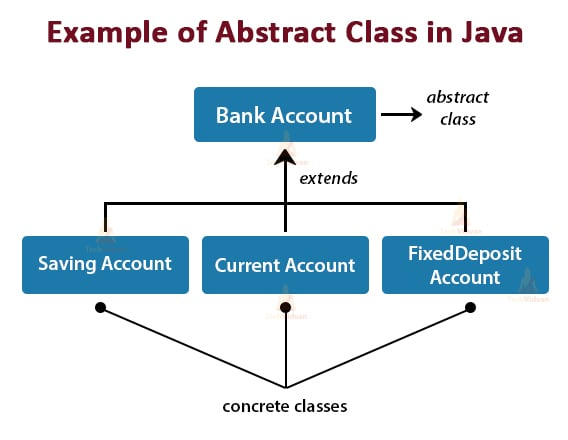 Example of Abstract Class in Java
Bank Account
abstract
class
extends
Saving Account
Current Account
FixedDeposit
Account
concrete classes